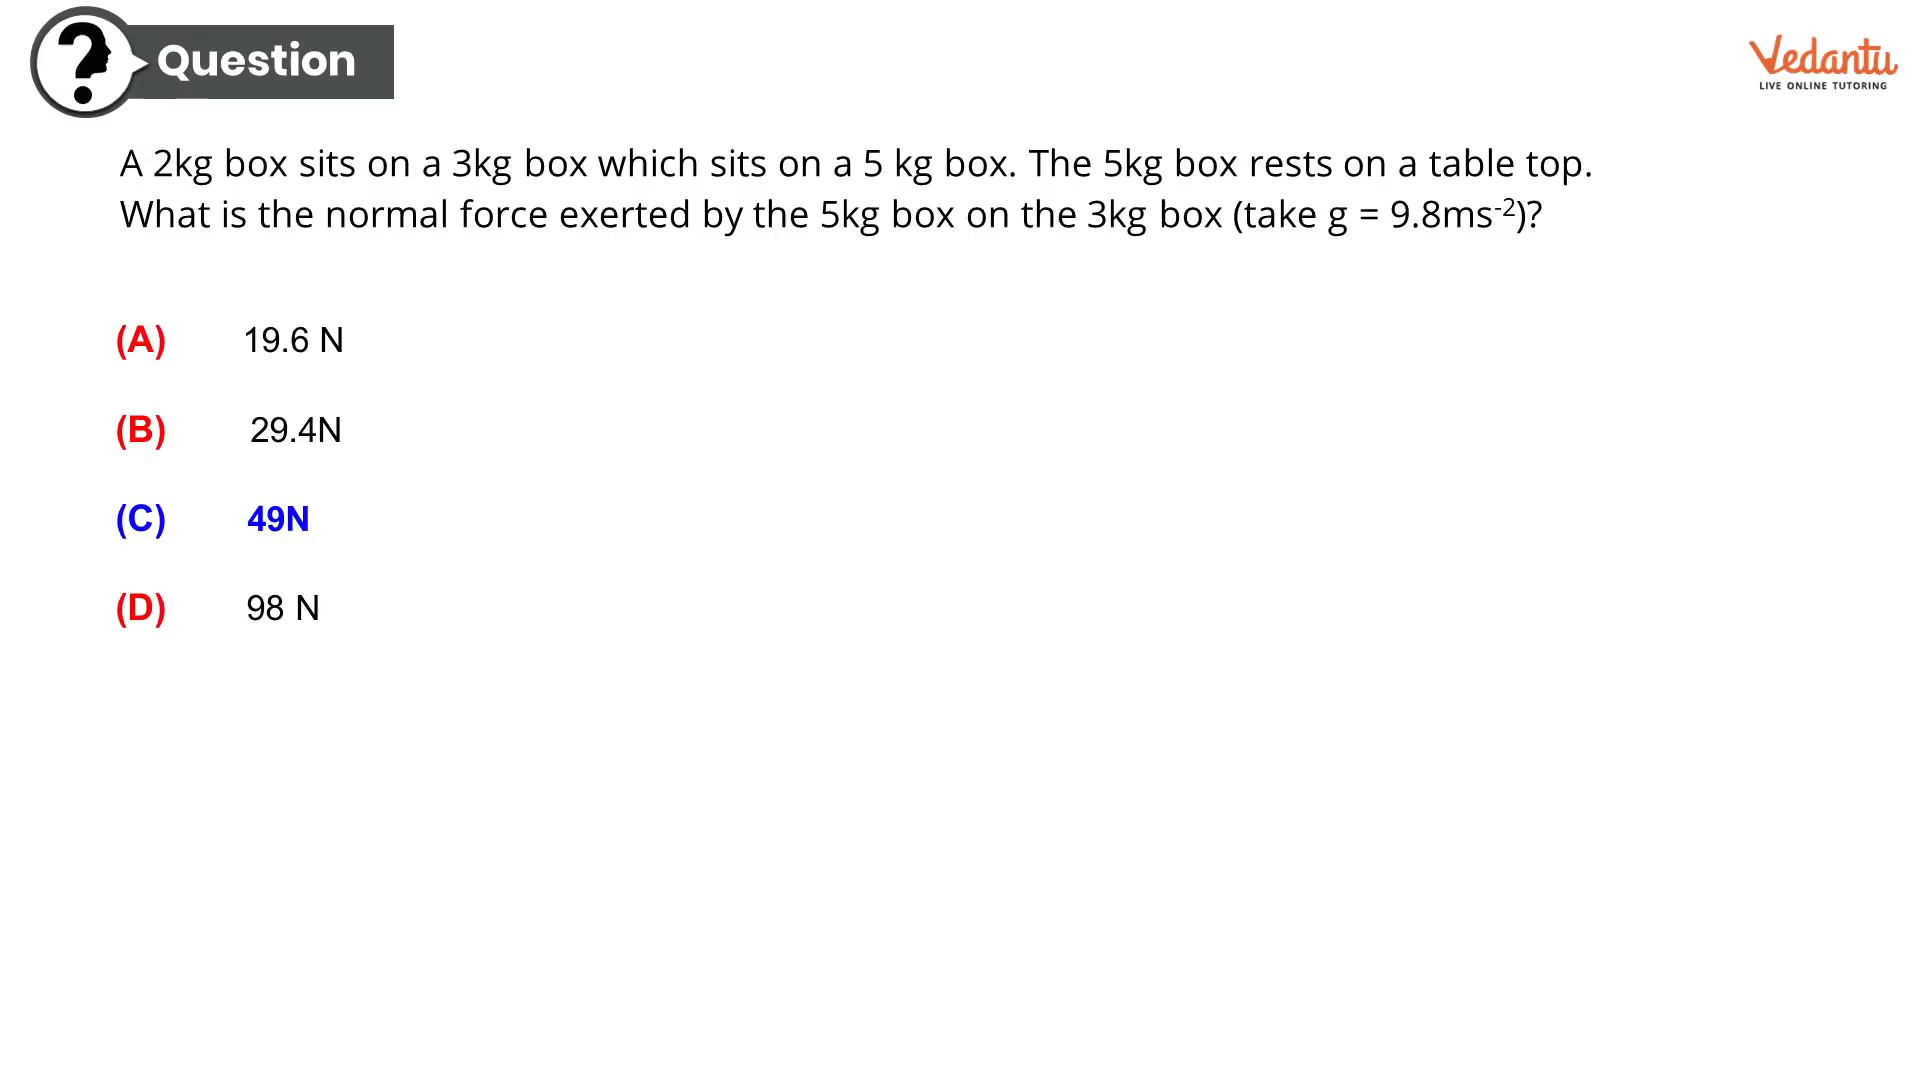 Question
Vedantu
LIVE ONLINE TUTORING
A 2kg box sits on a 3kg box which sits on a 5 kg box. The 5kg box rests on a table top.
What is the normal force exerted by the 5kg box on the 3kg box (take g = 9.8ms⁻²)?
(A) 19.6 N
(B) 29.4N
(C) 49N
(D) 98 N